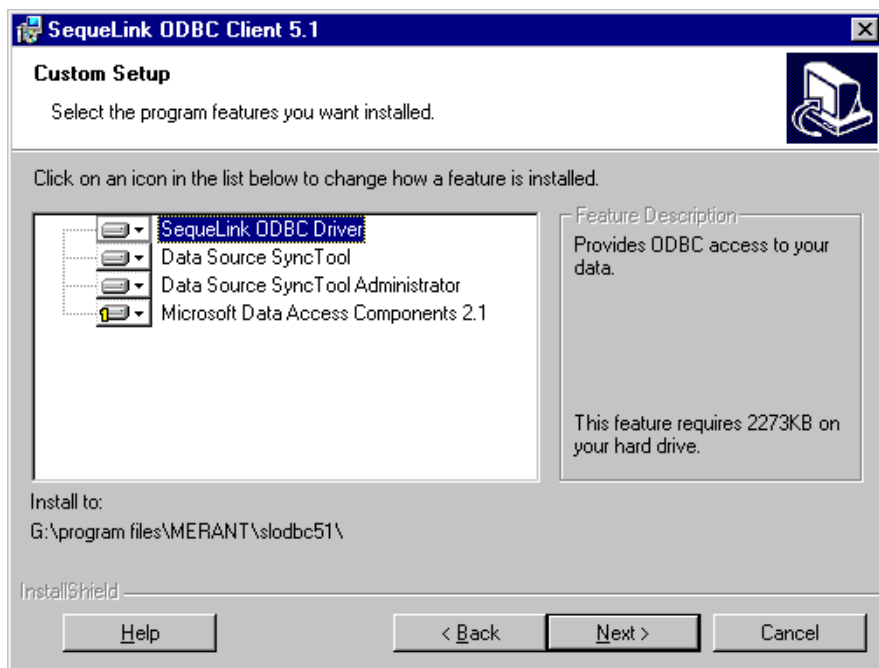 SequeLink ODBC Client 5.1
Custom Setup
Select the program features you want installed.
Click on an icon in the list below to change how a feature is installed.
SequeLink ODBC Driver
Data Source SyncTool
Data Source SyncTool Administrator
Microsoft Data Access Components 2.1
Feature Description
Provides ODBC access to your
data.
This feature requires 2273KB on
your hard drive.
Install to:
G:\program files\MERANT\slodbc51\
InstallShield
Help
< Back
Next >
Cancel